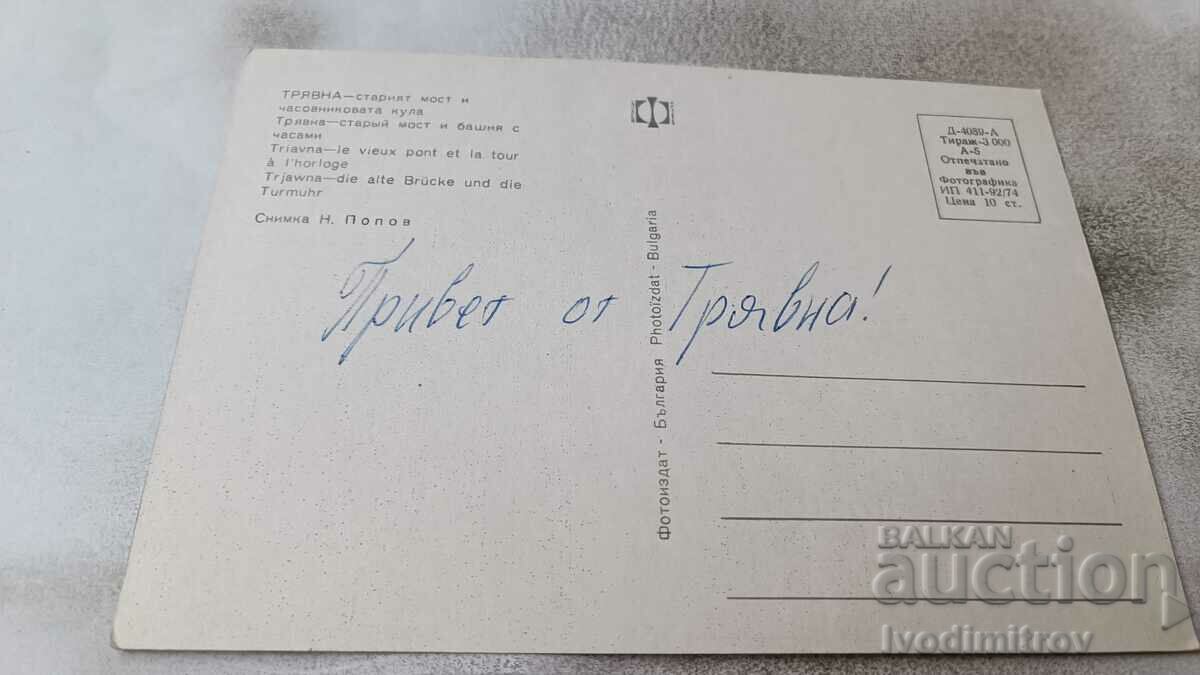 ТРЯВНА—старият мост и
часовниковата кула
Трявна—старый мост и башня с
часами
Triavna—le vieux pont et la tour
à l'horloge
Trjawna—die alte Brücke und die
Turmuhr
Снимка Н. Попов
Привет от Трявна!
Фотоиздат - България Photoizdat - Bulgaria
Д-4089-А
Тираж-3.000
А-5
Отпечатано
във
Фотографика
ИП 411-92/74
Цена 10 ст.
BALKAN
auction
Ivodimitrov